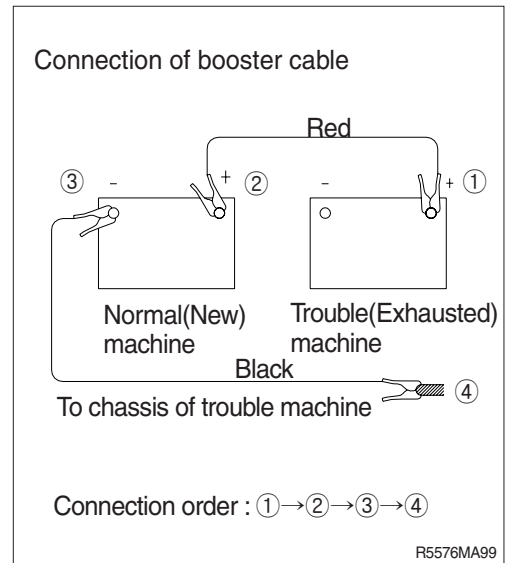 Connection of booster cable
Red
③ - + ② - + ①
Normal(New)
machine
Trouble(Exhausted)
machine
Black
To chassis of trouble machine ④
Connection order : ①→②→③→④
R5576MA99